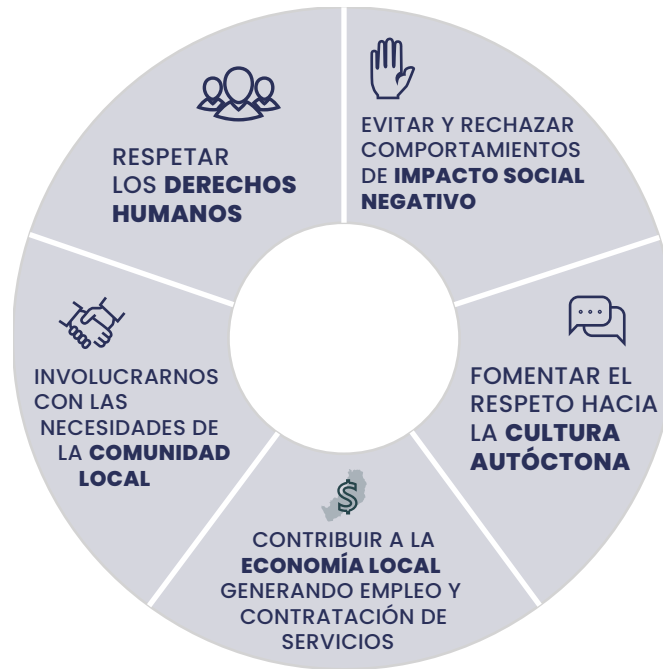 RESPETAR
LOS DERECHOS
HUMANOS
EVITAR Y RECHAZAR
COMPORTAMIENTOS
DE IMPACTO SOCIAL
NEGATIVO
FOMENTAR EL
RESPETO HACIA
LA CULTURA
AUTÓCTONA
CONTRIBUIR A LA
ECONOMÍA LOCAL
GENERANDO EMPLEO Y
CONTRATACIÓN DE
SERVICIOS
INVOLUCRARNOS
CON LAS
NECESIDADES DE
LA COMUNIDAD
LOCAL